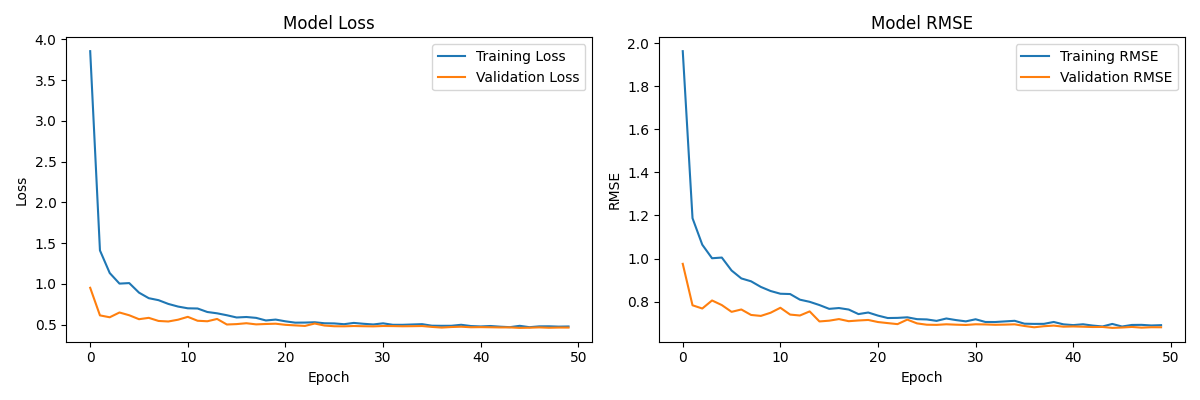 Model Loss
4.0
3.5
3.0
2.5
2.0
1.5
1.0
0.5
Loss
Training Loss
Validation Loss
0 10 20 30 40 50
Epoch
Model RMSE
2.0
1.8
1.6
1.4
1.2
1.0
0.8
RMSE
Training RMSE
Validation RMSE
0 10 20 30 40 50
Epoch